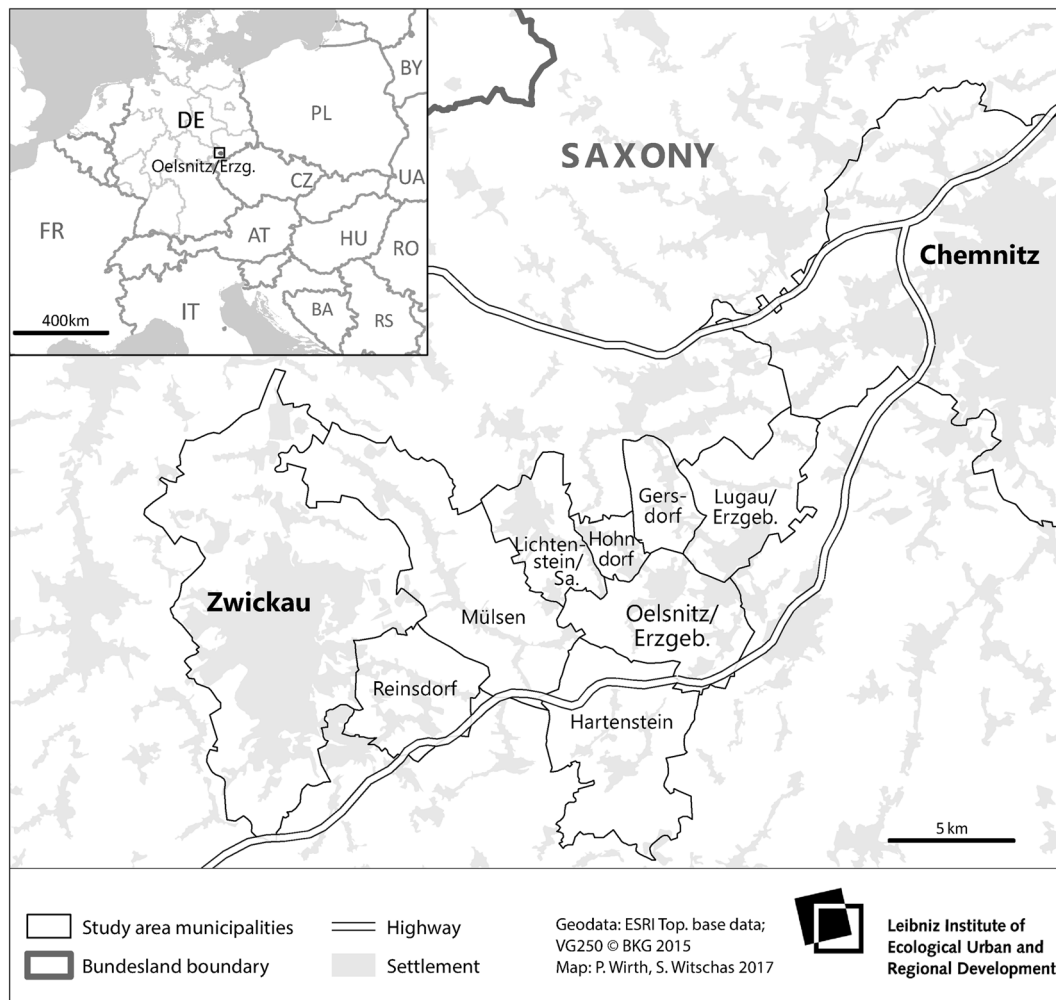 BY
DE
PL
Oelsnitz/Erzg.
CZ
UA
FR
AT
HU
RO
IT
BA
RS
400km
SAXONY
Chemnitz
Zwickau
Mülsen
Reinsdorf
Lichten-
stein/
Sa.
Hohn
dorf
Gers-
dorf
Lugau/
Erzgeb.
Oelsnitz/
Erzgeb.
Hartenstein
5 km
Study area municipalities
Bundesland boundary
Highway
Settlement
Geodata: ESRI Top. base data;
VG250 © BKG 2015
Map: P. Wirth, S. Witschas 2017
Leibniz Institute of
Ecological Urban and
Regional Development